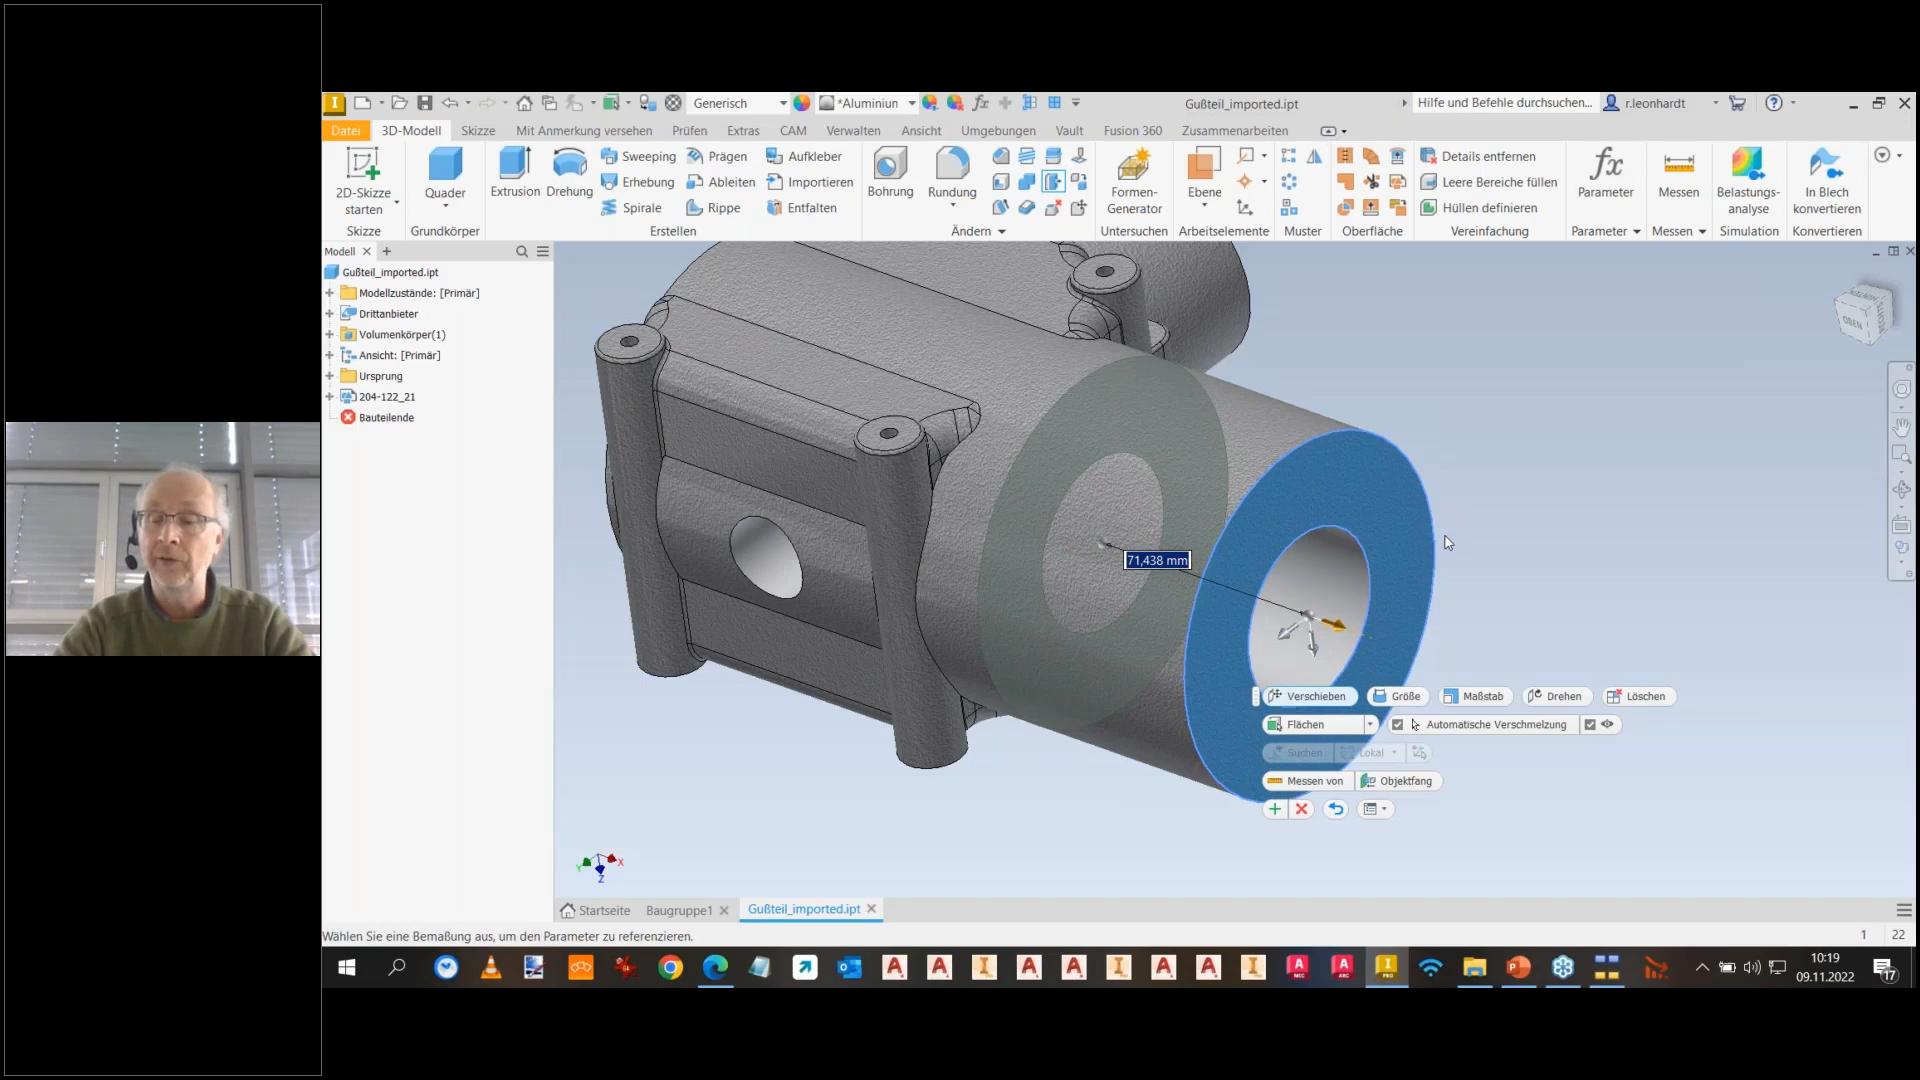 Generisch
*Aluminiun
Gußteil_imported.ipt
Hilfe und Befehle durchsuchen...
r.leonhardt
Datei 3D-Modell Skizze Mit Anmerkung versehen Prüfen Extras CAM Verwalten Ansicht Umgebungen Vault Fusion 360 Zusammenarbeiten
2D-Skizze starten
Skizze
Quader
Grundkörper
Extrusion Drehung
Sweeping Prägen Aufkleber
Erhebung Ableiten Importieren
Spirale Rippe Entfalten
Erstellen
Bohrung Rundung
Ändern
Formen-Generator
Untersuchen
Ebene
Arbeitselemente
Muster
Oberfläche
Details entfernen
Leere Bereiche füllen
Hüllen definieren
Vereinfachung
fx
Parameter
Parameter
Messen
Messen
Belastungs-analyse
Simulation
In Blech konvertieren
Konvertieren
Modell
Gußteil_imported.ipt
Modellzustände: [Primär]
Drittanbieter
Volumenkörper(1)
Ansicht: [Primär]
Ursprung
204-122_21
Bauteilende
OBEN
71,438 mm
Verschieben Größe Maßstab Drehen Löschen
Flächen Automatische Verschmelzung
Suchen Lokal
Messen von Objektfang
X
Y
Z
Startseite Baugruppe1 Gußteil_imported.ipt
Wählen Sie eine Bemaßung aus, um den Parameter zu referenzieren.
1 22
10:19
09.11.2022
17